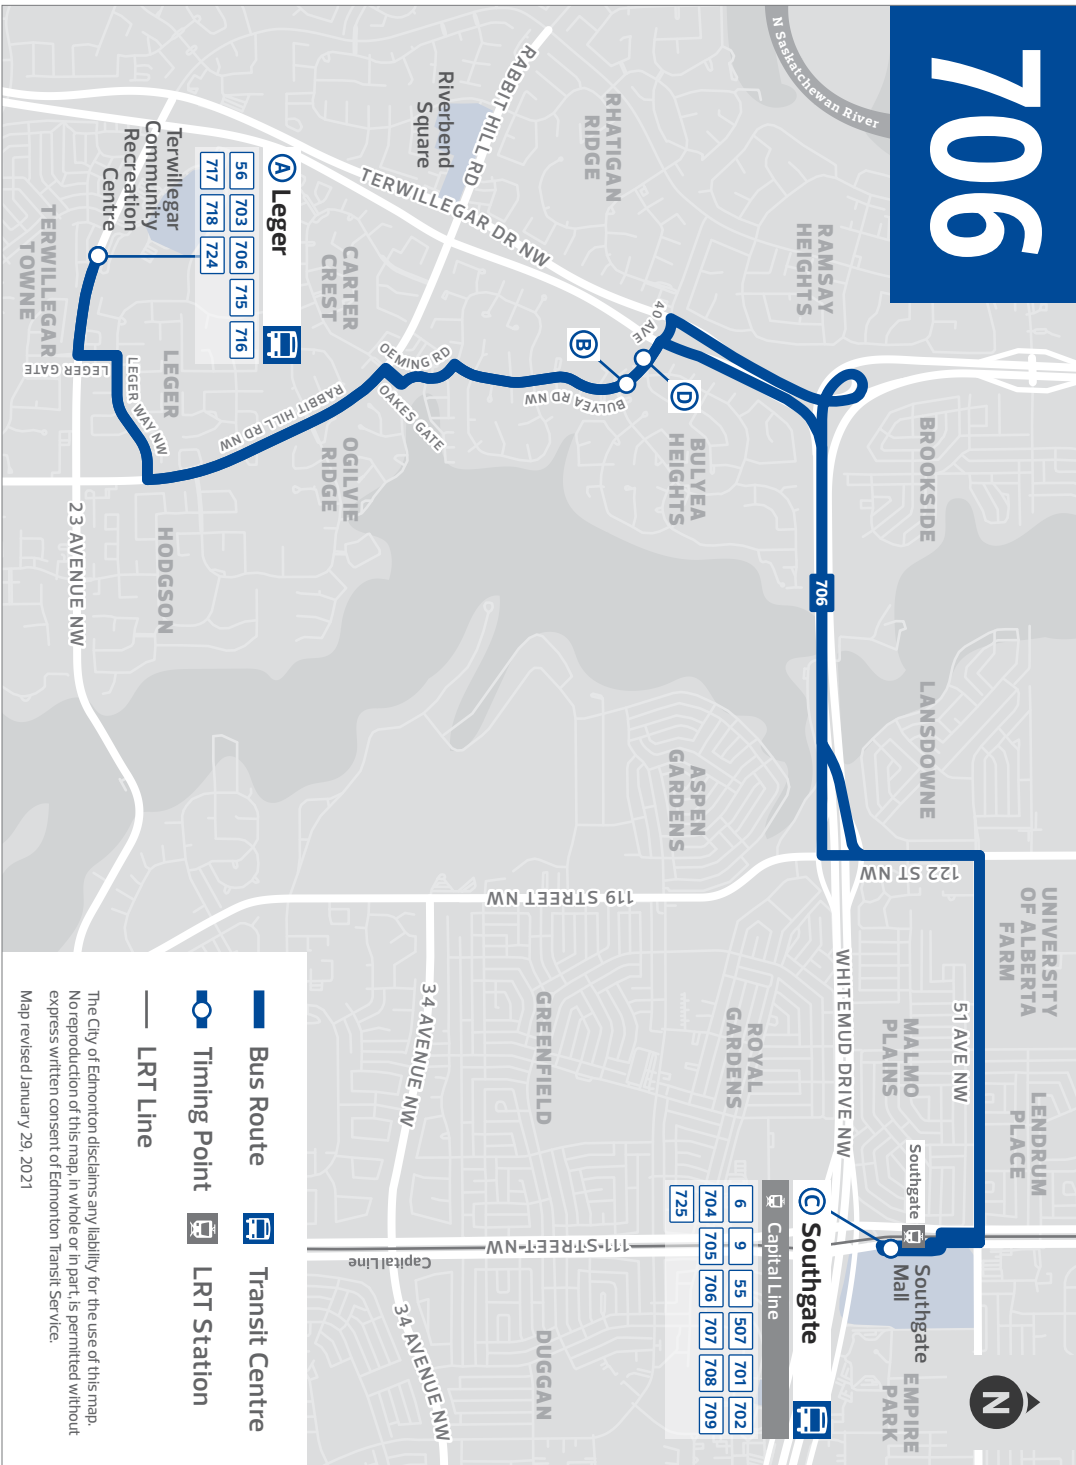 706
N Saskatchewan River
RABBIT HILL RD
Riverbend
Square
RHATIGAN
RIDGE
RAMSAY
HEIGHTS
TERWILLEGAR DR NW
BROOKSIDE
LANSDOWNE
UNIVERSITY
OF ALBERTA
FARM
LENDRUM
PLACE
51 AVE NW
MALMO
PLAINS
122 ST NW
WHITEMUD DRIVE NW
706
40 AVE
D
B
BULYEA RD NW
BULYEA
HEIGHTS
ASPEN
GARDENS
ROYAL
GARDENS
Southgate
Southgate
Mall
EMPIRE
PARK
N
C Southgate
Capital Line
6 9 55 507 701 702
704 705 706 707 708 709
725
A Leger
56 703 706 715 716
717 718 724
Terwillegar
Community
Recreation
Centre
TERWILLEGAR
TOWNE
CARTER
CREST
OEMING RD
OAKES GATE
RABBIT HILL RD NW
OGILVIE
RIDGE
LEGER
LEGER GATE
LEGER WAY NW
HODGSON
23 AVENUE NW
119 STREET NW
GREENFIELD
34 AVENUE NW
111 STREET NW
Capital Line
34 AVENUE NW
DUGGAN
Bus Route
Transit Centre
Timing Point
LRT Station
LRT Line
The City of Edmonton disclaims any liability for the use of this map.
No reproduction of this map, in whole or in part, is permitted without
express written consent of Edmonton Transit Service.
Map revised January 29, 2021